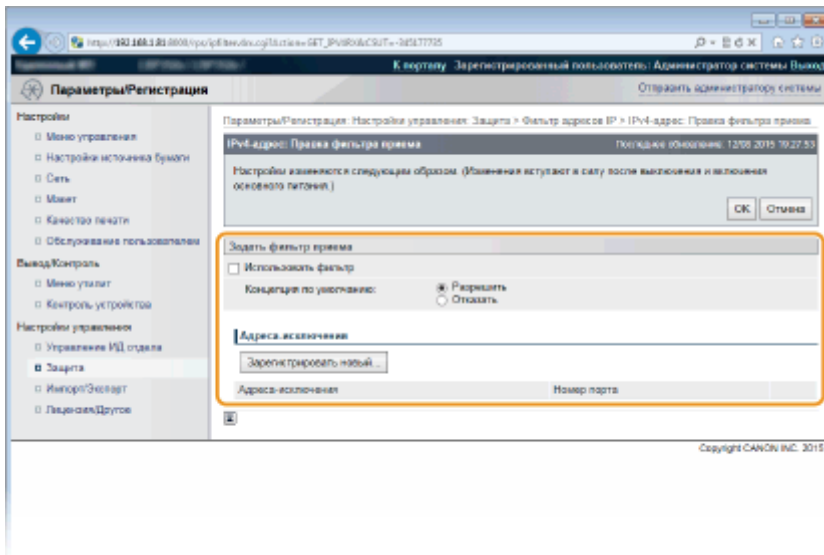 К порталу Зарегистрированный пользователь: Администратор системы Выход
Параметры/Регистрация
Отправить администратору системы
Настройки
Меню управления
Настройки источника бумаги
Сеть
Макет
Качество печати
Обслуживание пользователем
Вывод/Контроль
Меню утилит
Контроль устройства
Настройки управления
Управление ИД отдела
Защита
Импорт/Экспорт
Лицензия/Другое
Параметры/Регистрация: Настройки управления: Защита > Фильтр адресов IP > IPv4-адрес: Правка фильтра приема
IPv4-адрес: Правка фильтра приема
Последнее обновление: 12/08 2015 19:27:53
Настройки изменяются следующим образом. (Изменения вступают в силу после выключения и включения
основного питания.)
OK Отмена
Задать фильтр приема
Использовать фильтр
Концепция по умолчанию:
Разрешить
Отказать
Адреса-исключения
Зарегистрировать новый...
Адреса-исключения Номер порта
Copyright CANON INC. 2015